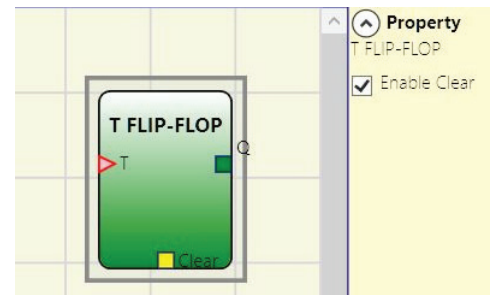 T FLIP-FLOP
T
Q
Clear
Property
T FLIP-FLOP
Enable Clear